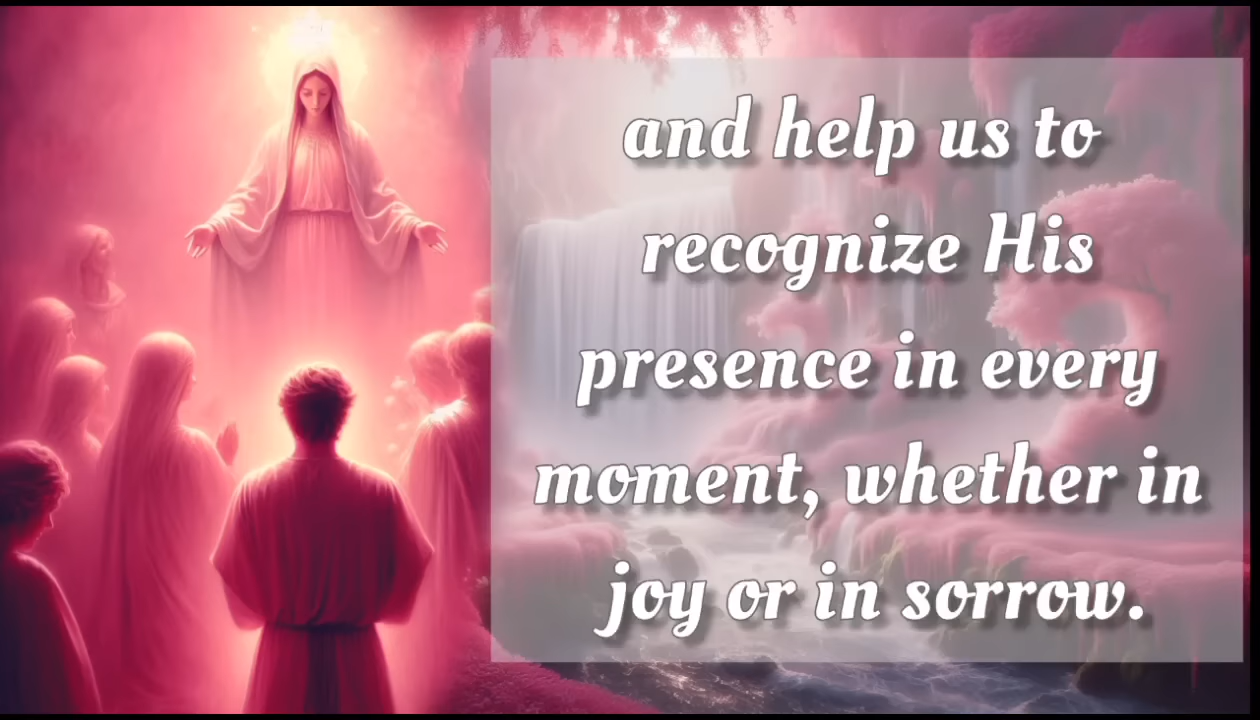 and help us to
recognize His
presence in every
moment, whether in
joy or in sorrow.